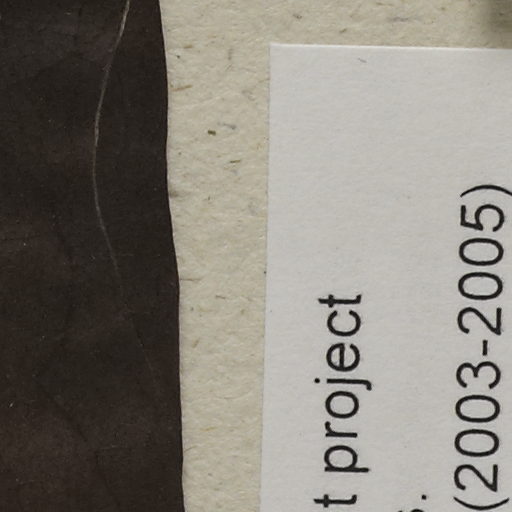 t project
s.
(2003-2005)